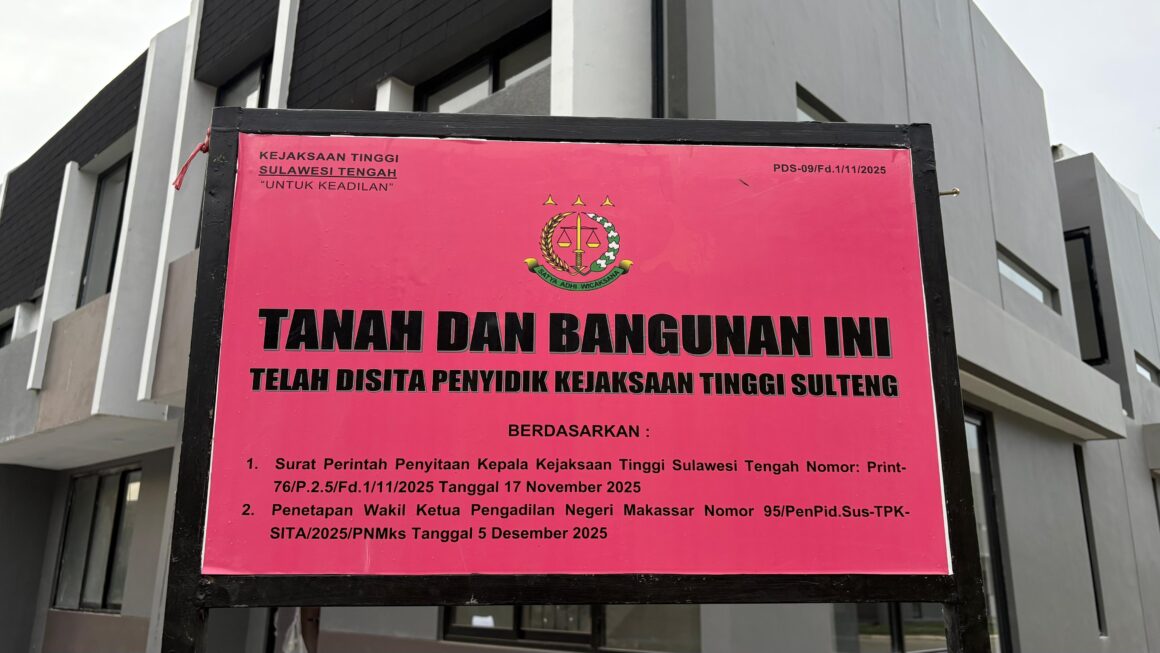 KEJAKSAAN TINGGI
SULAWESI TENGAH
"UNTUK KEADILAN"
PDS-09/Fd.1/11/2025
SATYA ADHI WICAKSANA
TANAH DAN BANGUNAN INI
TELAH DISITA PENYIDIK KEJAKSAAN TINGGI SULTENG
BERDASARKAN :
1. Surat Perintah Penyitaan Kepala Kejaksaan Tinggi Sulawesi Tengah Nomor: Print-
76/P.2.5/Fd.1/11/2025 Tanggal 17 November 2025
2. Penetapan Wakil Ketua Pengadilan Negeri Makassar Nomor 95/PenPid.Sus-TPK-
SITA/2025/PNMks Tanggal 5 Desember 2025